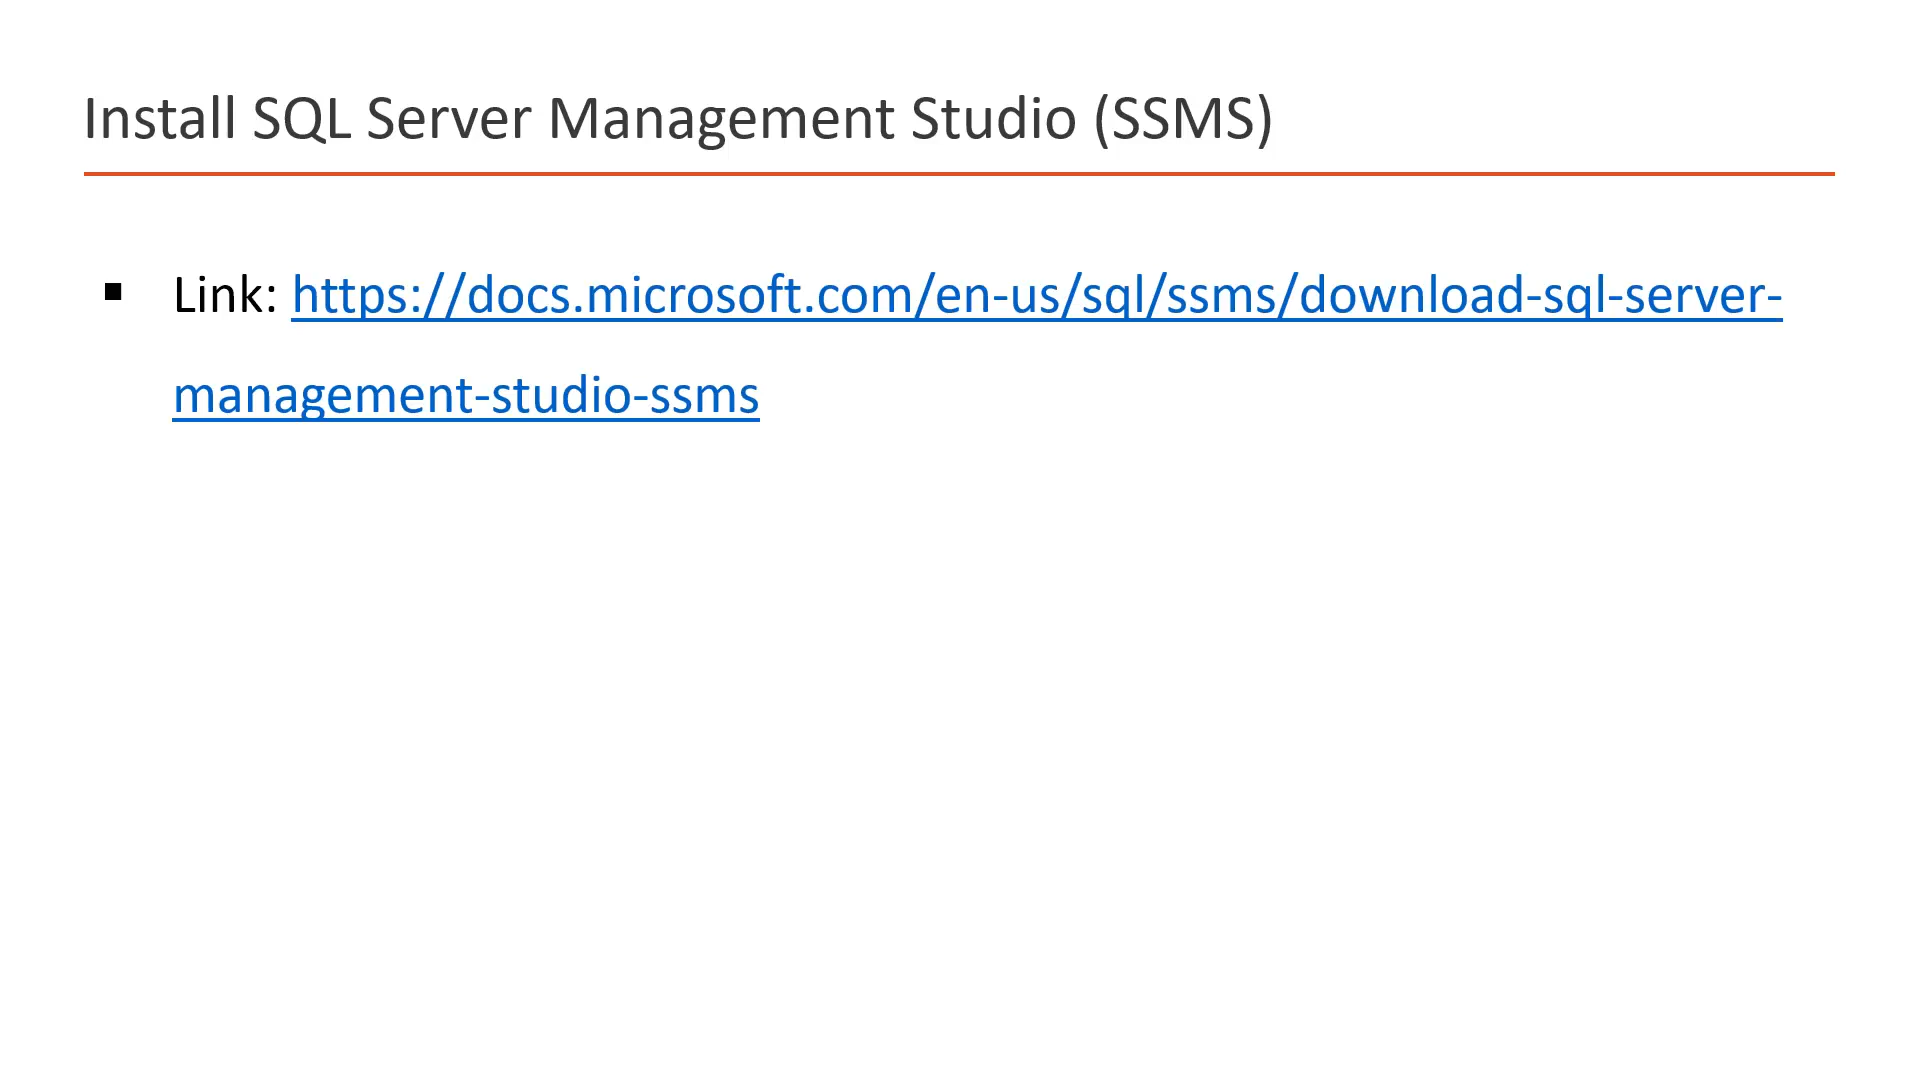 Install SQL Server Management Studio (SSMS)
▪ Link: https://docs.microsoft.com/en-us/sql/ssms/download-sql-server-
management-studio-ssms